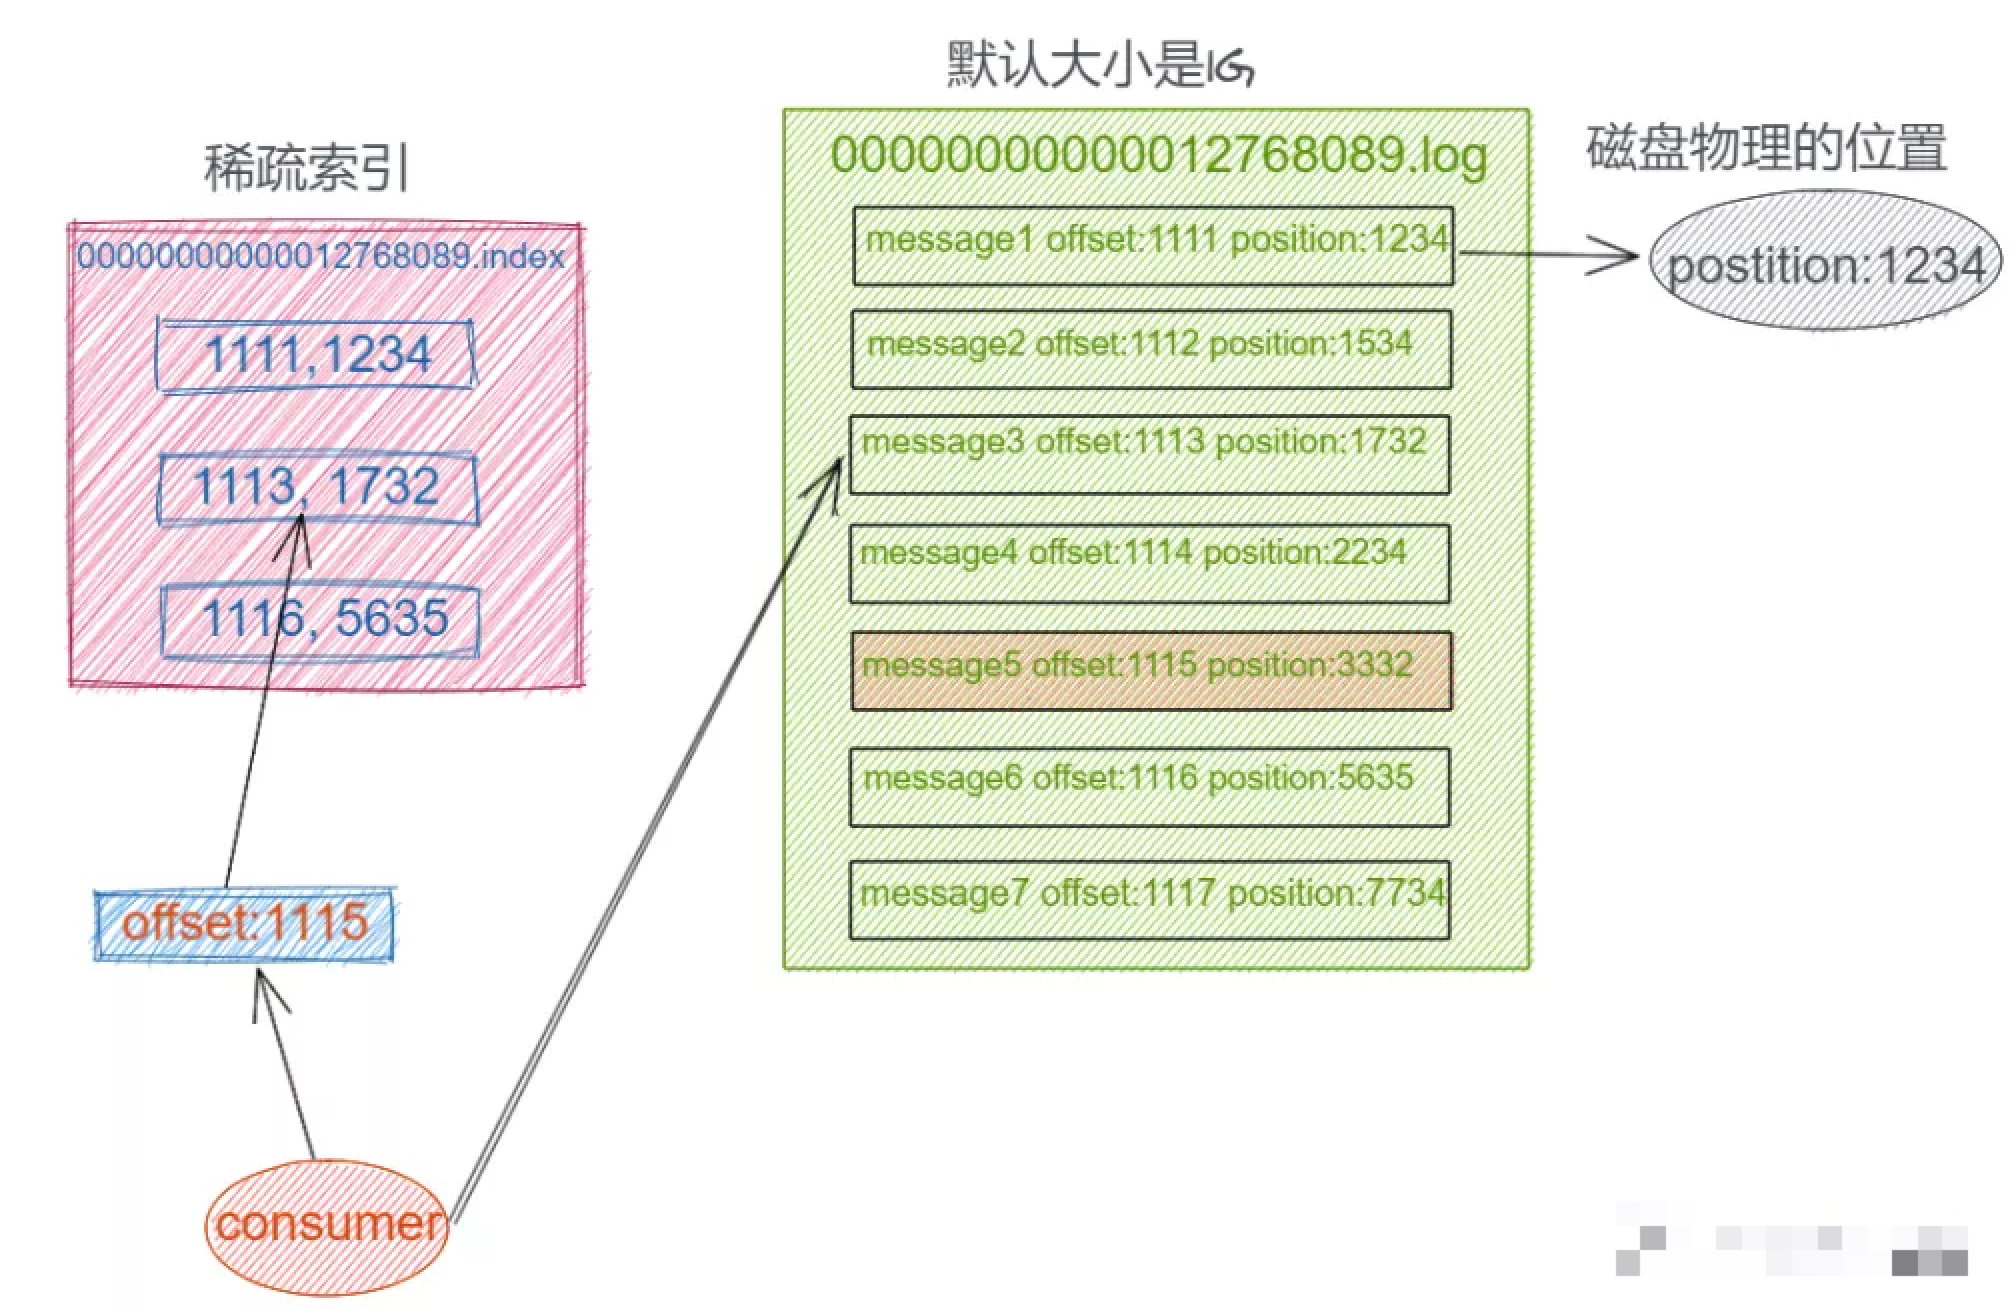 默认大小是1G
稀疏索引
00000000000012768089.index
1111,1234
1113, 1732
1116, 5635
offset:1115
consumer
00000000000012768089.log
message1 offset:1111 position:1234
message2 offset:1112 position:1534
message3 offset:1113 position:1732
message4 offset:1114 position:2234
message5 offset:1115 position:3332
message6 offset:1116 position:5635
message7 offset:1117 position:7734
磁盘物理的位置
postition:1234